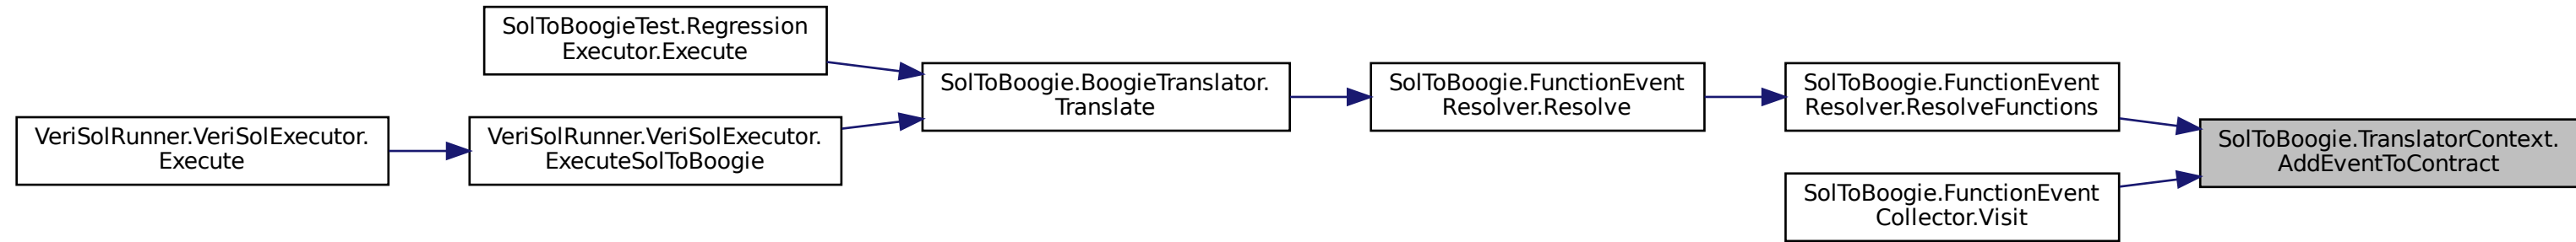 SolToBoogieTest.Regression
Executor.Execute
VeriSolRunner.VeriSolExecutor.
Execute
VeriSolRunner.VeriSolExecutor.
ExecuteSolToBoogie
SolToBoogie.BoogieTranslator.
Translate
SolToBoogie.FunctionEvent
Resolver.Resolve
SolToBoogie.FunctionEvent
Resolver.ResolveFunctions
SolToBoogie.FunctionEvent
Collector.Visit
SolToBoogie.TranslatorContext.
AddEventToContract